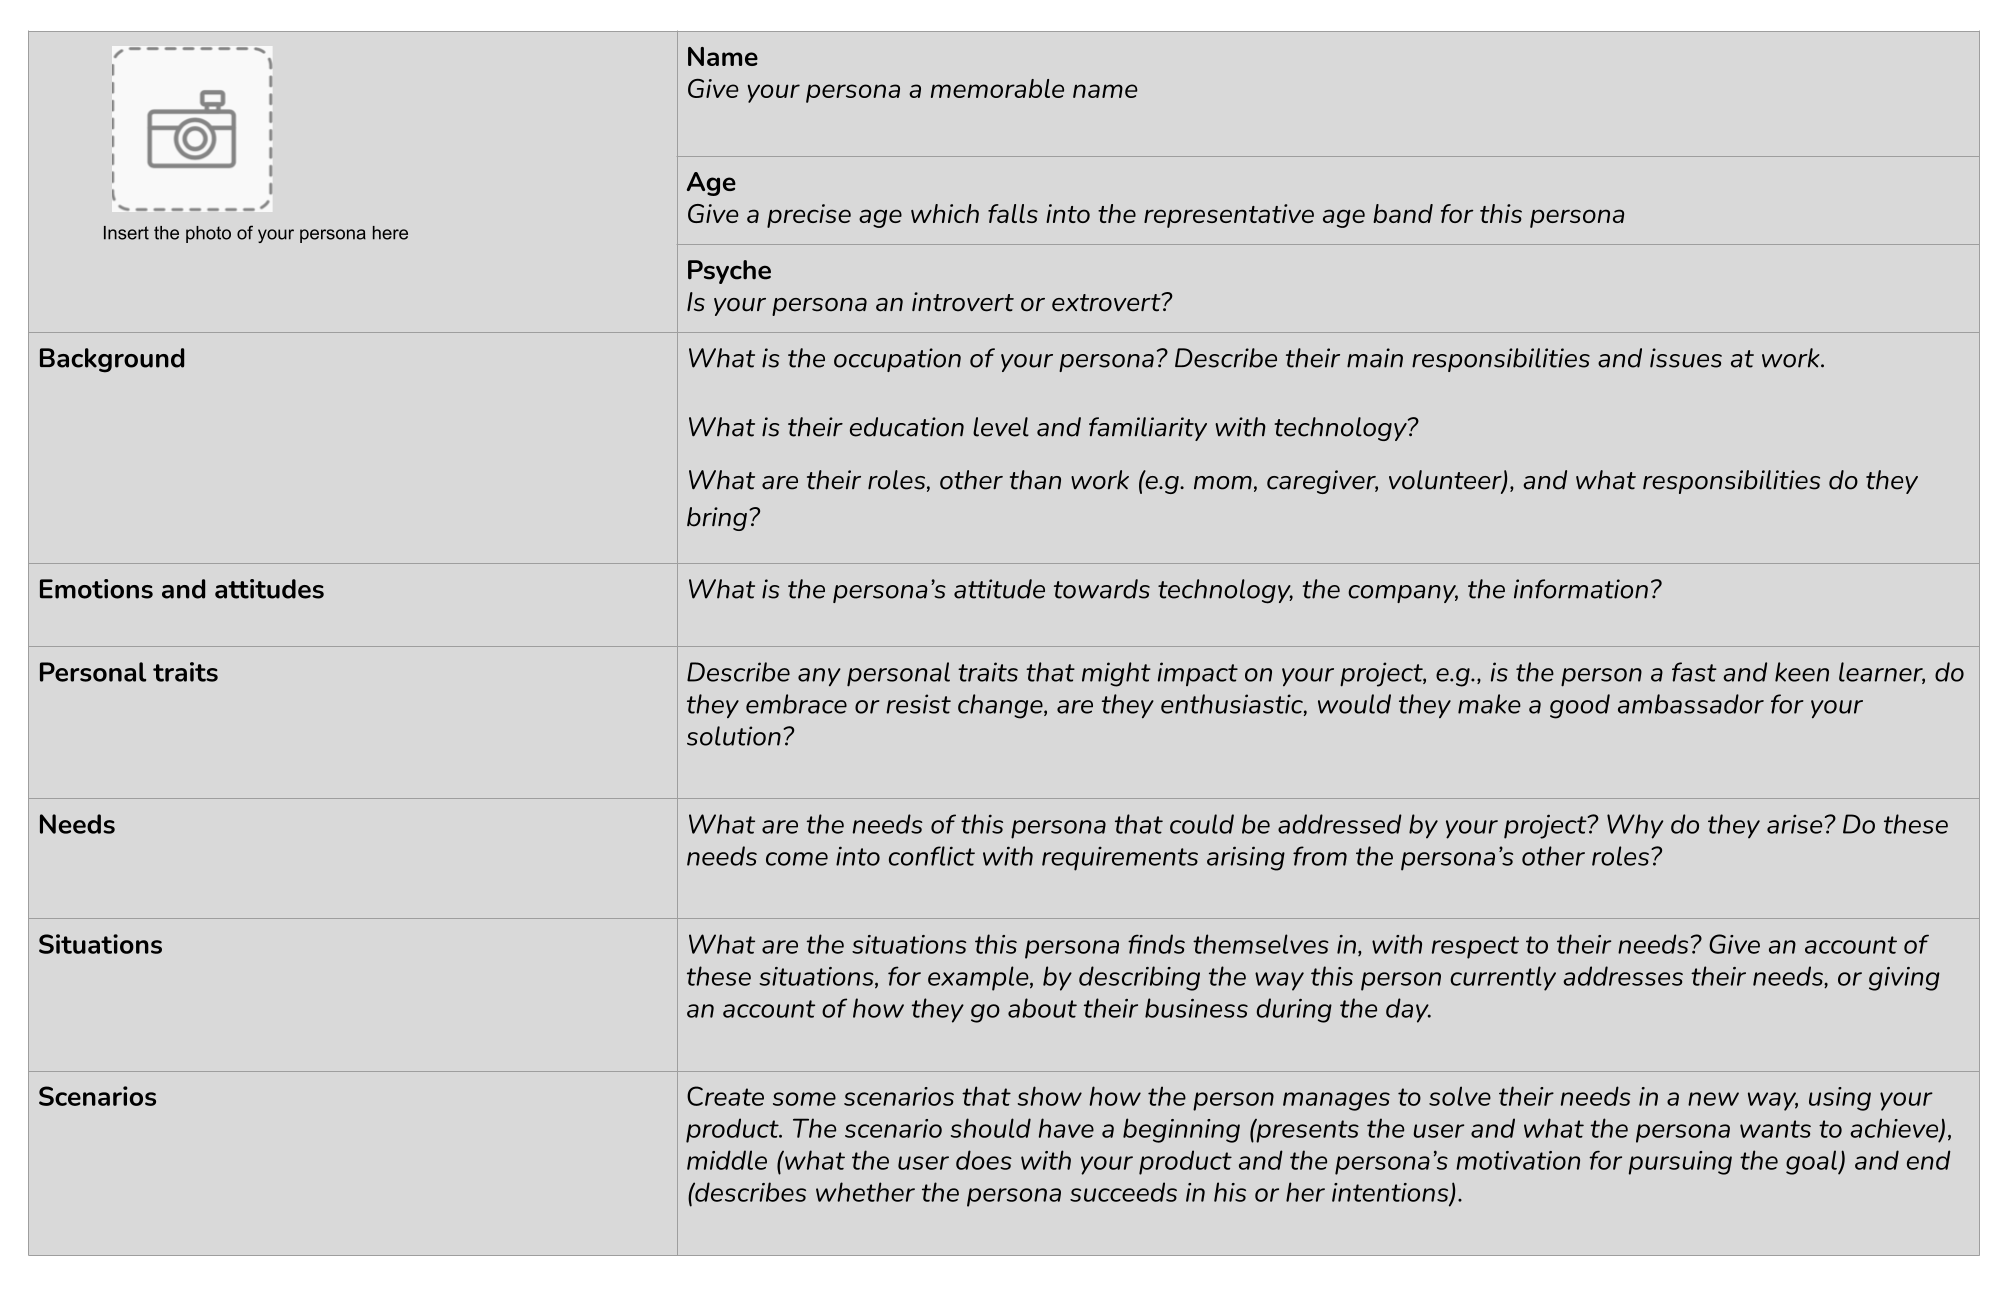 Insert the photo of your persona here
Name
Give your persona a memorable name
Age
Give a precise age which falls into the representative age band for this persona
Psyche
Is your persona an introvert or extrovert?
Background
What is the occupation of your persona? Describe their main responsibilities and issues at work.
What is their education level and familiarity with technology?
What are their roles, other than work (e.g. mom, caregiver, volunteer), and what responsibilities do they
bring?
Emotions and attitudes
What is the persona’s attitude towards technology, the company, the information?
Personal traits
Describe any personal traits that might impact on your project, e.g., is the person a fast and keen learner, do
they embrace or resist change, are they enthusiastic, would they make a good ambassador for your
solution?
Needs
What are the needs of this persona that could be addressed by your project? Why do they arise? Do these
needs come into conflict with requirements arising from the persona’s other roles?
Situations
What are the situations this persona finds themselves in, with respect to their needs? Give an account of
these situations, for example, by describing the way this person currently addresses their needs, or giving
an account of how they go about their business during the day.
Scenarios
Create some scenarios that show how the person manages to solve their needs in a new way, using your
product. The scenario should have a beginning (presents the user and what the persona wants to achieve),
middle (what the user does with your product and the persona’s motivation for pursuing the goal) and end
(describes whether the persona succeeds in his or her intentions).